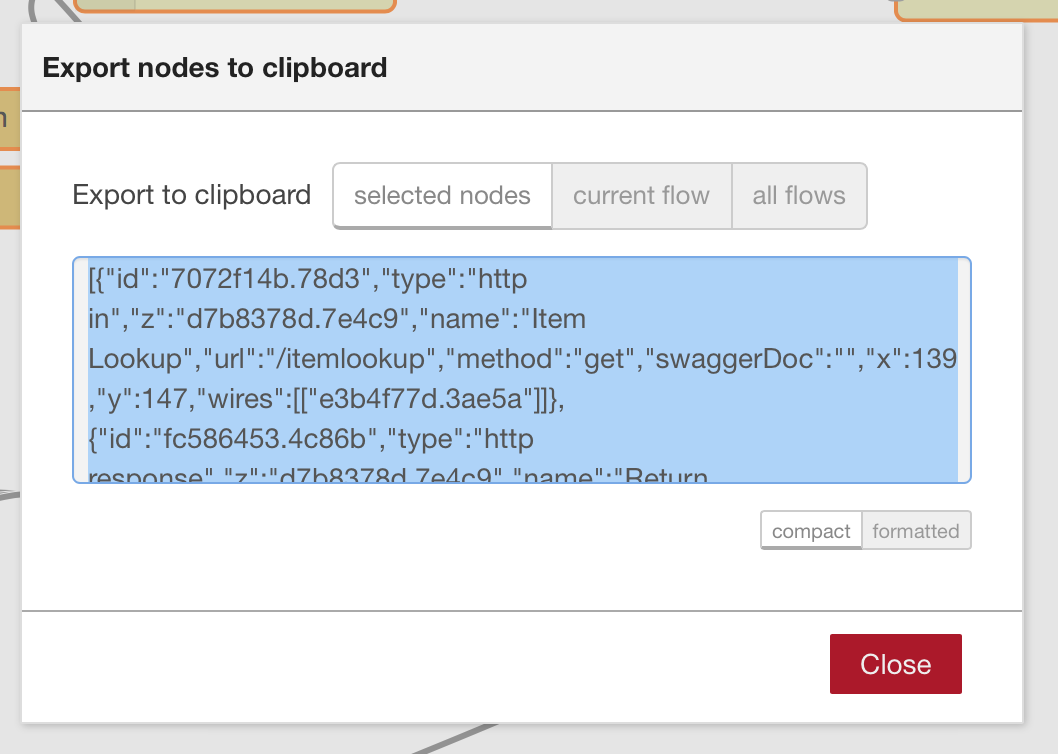 Export nodes to clipboard
n
Export to clipboard selected nodes current flow all flows
[{"id":"7072f14b.78d3","type":"http
in","z":"d7b8378d.7e4c9","name":"Item
Lookup","url":"/itemlookup","method":"get","swaggerDoc":"","x":139
,"y":147,"wires":[["e3b4f77d.3ae5a"]]},
{"id":"fc586453.4c86b","type":"http
response","z":"d7b8378d.7e4c9","name":"Return
compact formatted
Close